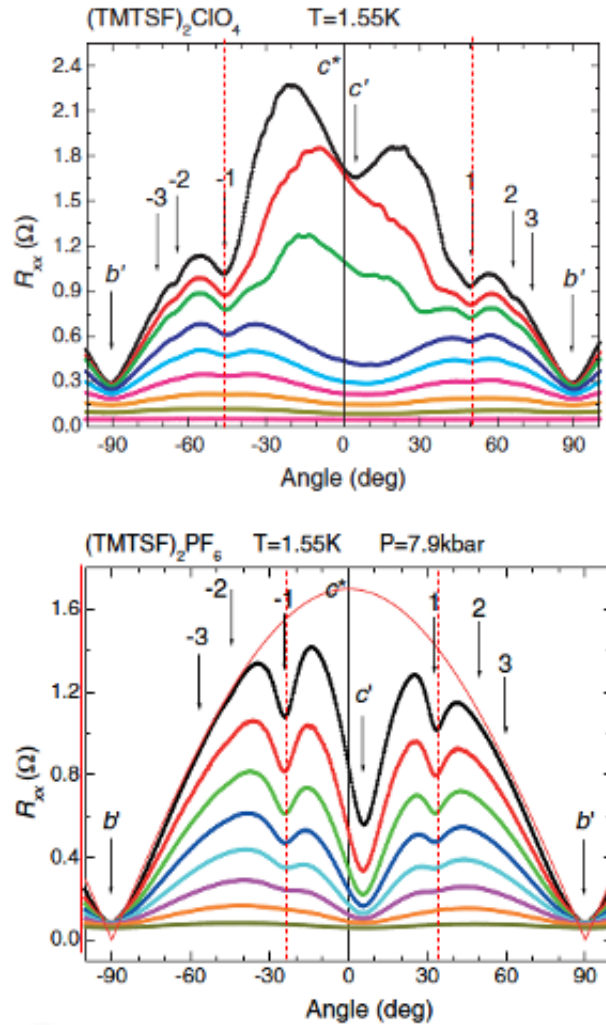 (TMTSF)₂ClO₄ T=1.55K
2.4
2.1
1.8
1.5
1.2
0.9
0.6
0.3
0.0
R_xx (Ω)
c*
c'
-3
-2
-1
1
2
3
b'
b'
-90 -60 -30 0 30 60 90
Angle (deg)
(TMTSF)₂PF₆ T=1.55K P=7.9kbar
1.6
1.2
0.8
0.4
0.0
R_xx (Ω)
c*
c'
-3
-2
-1
1
2
3
b'
b'
-90 -60 -30 0 30 60 90
Angle (deg)